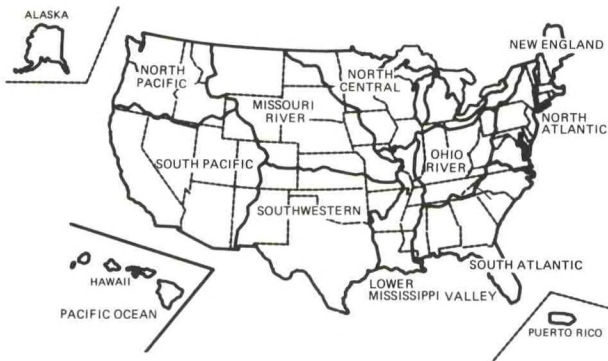 ALASKA
NEW ENGLAND
NORTH
PACIFIC
NORTH
CENTRAL
MISSOURI
RIVER
NORTH
ATLANTIC
OHIO
RIVER
SOUTH PACIFIC
SOUTHWESTERN
SOUTH ATLANTIC
HAWAII
LOWER
MISSISSIPPI VALLEY
PACIFIC OCEAN
PUERTO RICO